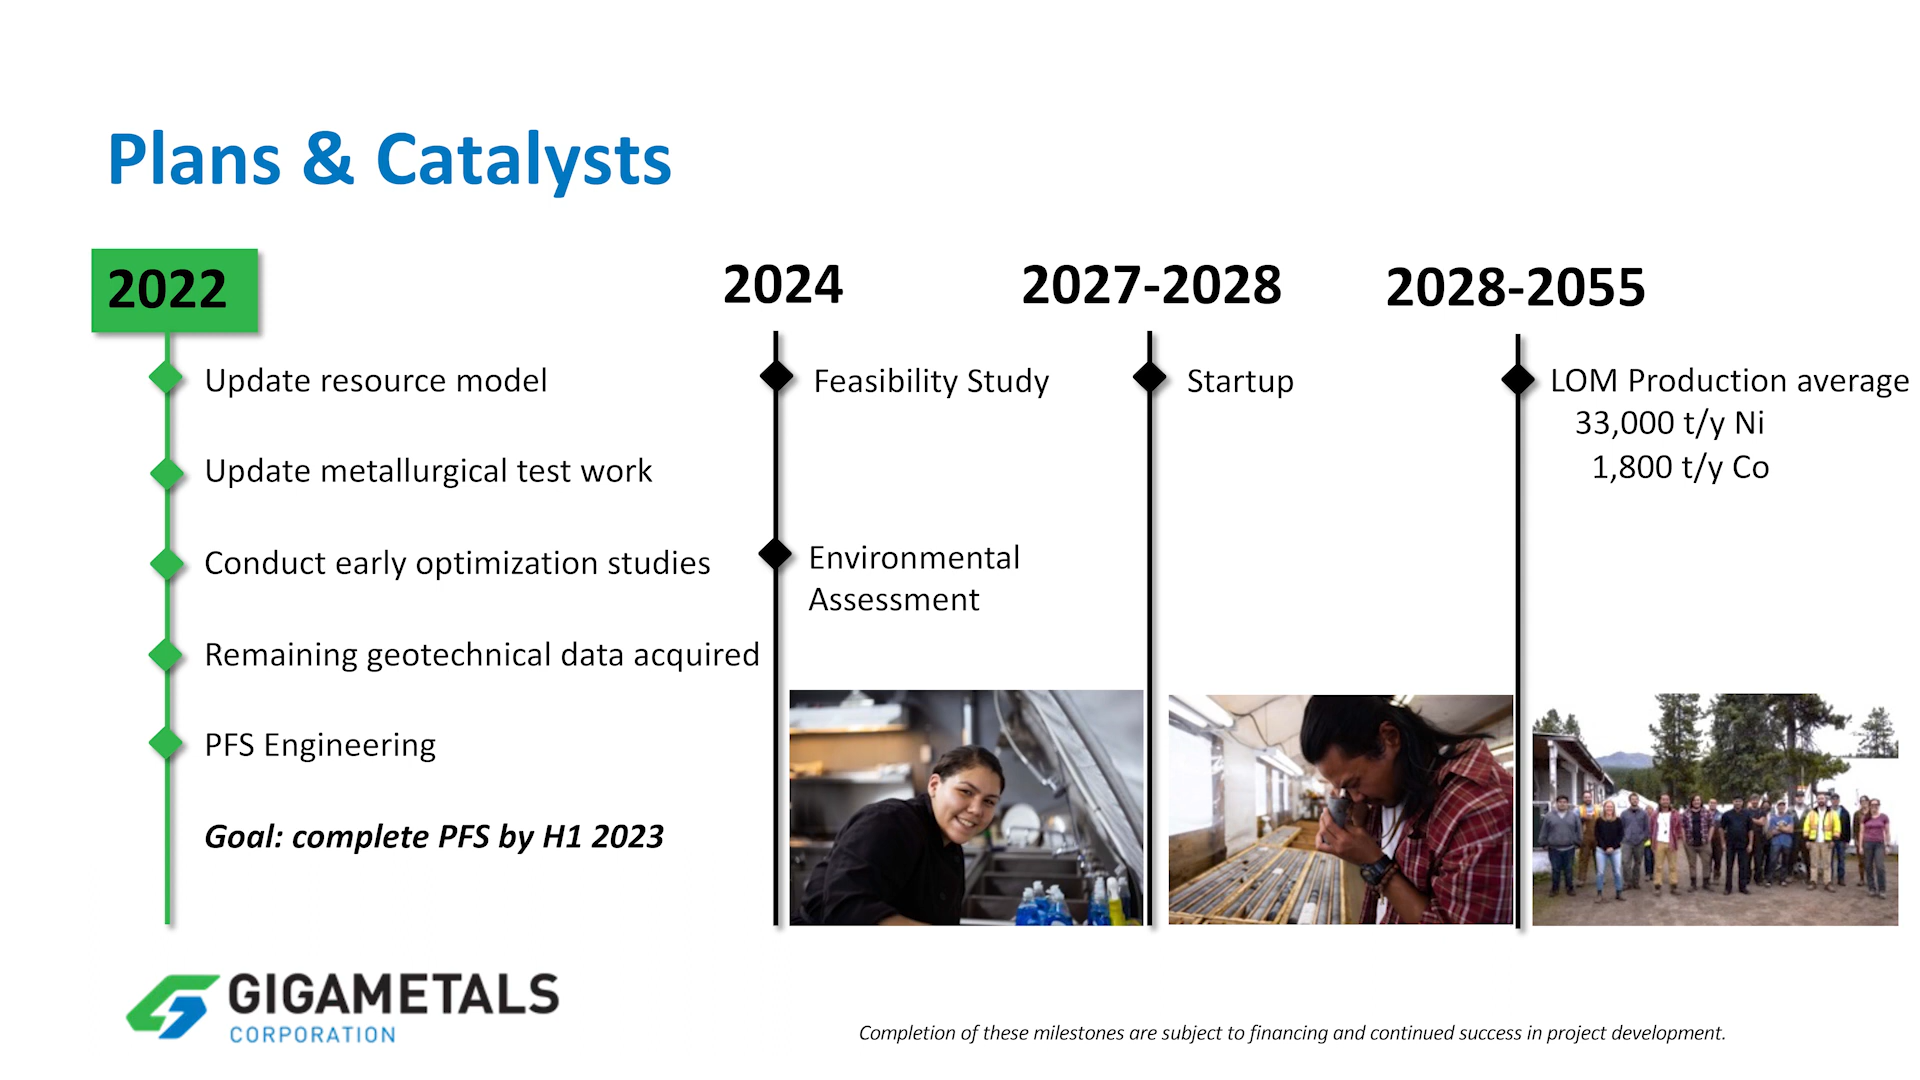 Plans & Catalysts
2022
Update resource model
Update metallurgical test work
Conduct early optimization studies
Remaining geotechnical data acquired
PFS Engineering
Goal: complete PFS by H1 2023
2024
Feasibility Study
Environmental
Assessment
2027-2028
Startup
2028-2055
LOM Production average
33,000 t/y Ni
1,800 t/y Co
GIGAMETALS
CORPORATION
Completion of these milestones are subject to financing and continued success in project development.